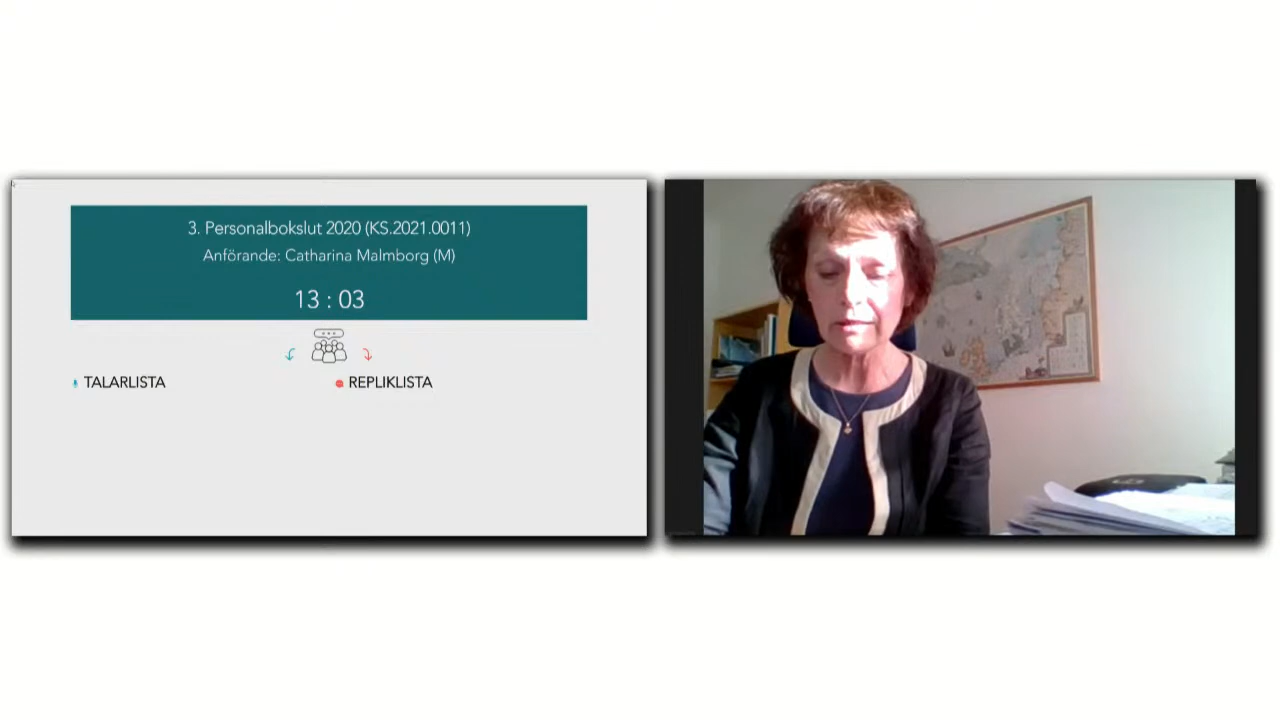 3. Personalbokslut 2020 (KS.2021.0011)
Anförande: Catharina Malmborg (M)
13 : 03
TALARLISTA
REPLIKLISTA